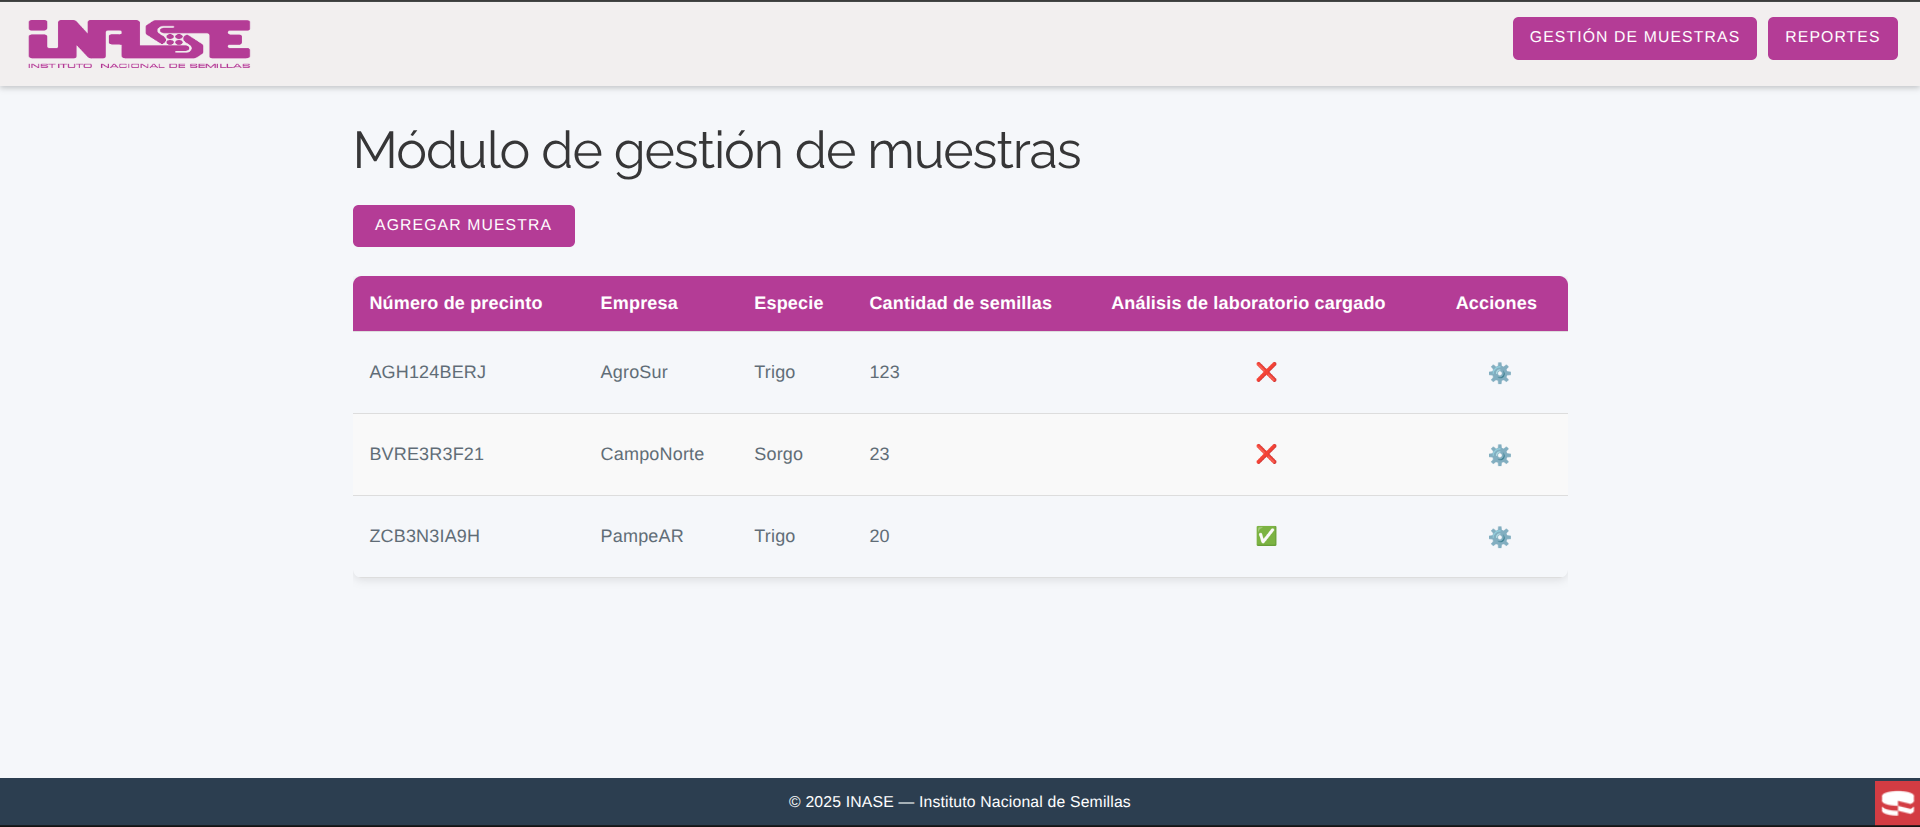 INASE
INSTITUTO NACIONAL DE SEMILLAS
GESTIÓN DE MUESTRAS
REPORTES
Módulo de gestión de muestras
AGREGAR MUESTRA
Número de precinto Empresa Especie Cantidad de semillas Análisis de laboratorio cargado Acciones
AGH124BERJ AgroSur Trigo 123
BVRE3R3F21 CampoNorte Sorgo 23
ZCB3N3IA9H PampeAR Trigo 20
© 2025 INASE — Instituto Nacional de Semillas